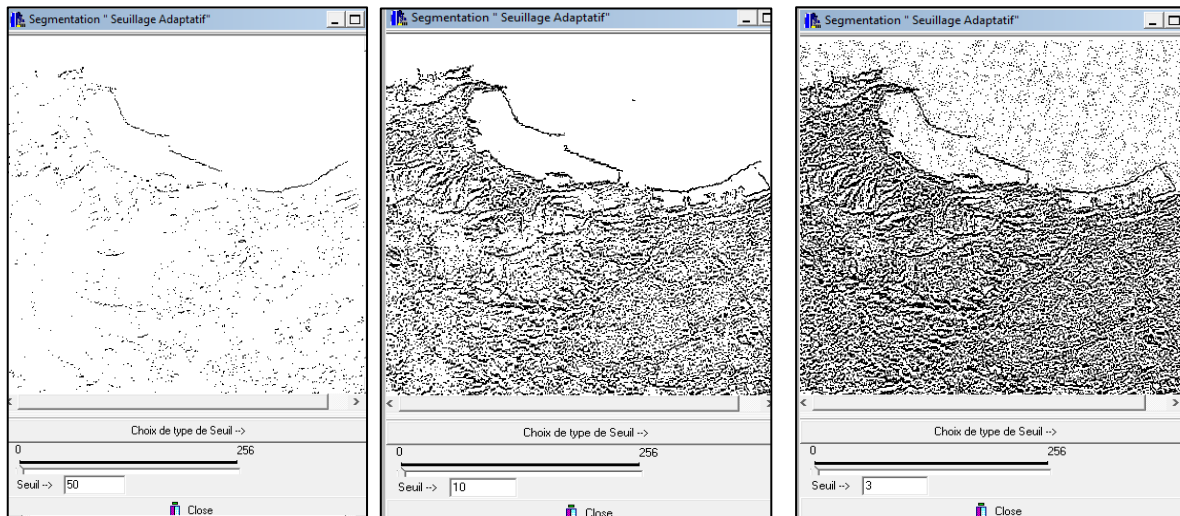 Segmentation " Seuillage Adaptatif"
Choix de type de Seuil -->
0 256
Seuil --> 50
Close
Segmentation " Seuillage Adaptatif"
Choix de type de Seuil -->
0 256
Seuil --> 10
Close
Segmentation " Seuillage Adaptatif"
Choix de type de Seuil -->
0 256
Seuil --> 3
Close